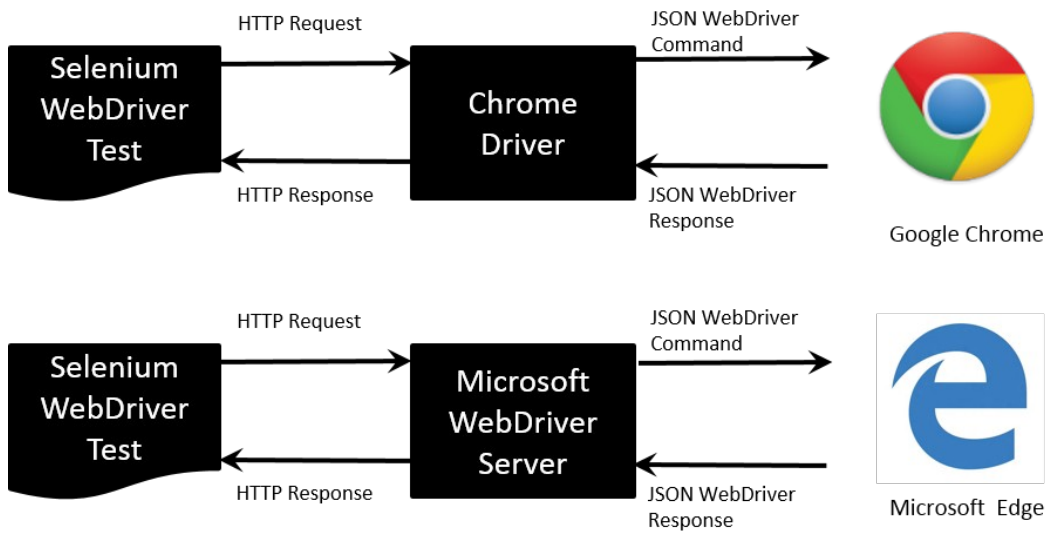 HTTP Request
JSON WebDriver
Command
Selenium
WebDriver
Test
Chrome
Driver
HTTP Response
JSON WebDriver
Response
Google Chrome
HTTP Request
JSON WebDriver
Command
Selenium
WebDriver
Test
Microsoft
WebDriver
Server
HTTP Response
JSON WebDriver
Response
Microsoft Edge